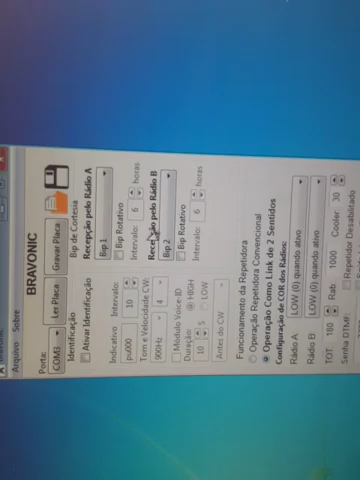 Arquivo Sobre
BRAVONIC
Porta:
COM3 Ler Placa Gravar Placa
Identificação
Ativar Identificação
Indicativo Intervalo:
pu000 10
Tom e Velocidade CW:
900Hz 4
Módulo Voice ID
Duração: HIGH
10 S LOW
Antes do CW
Bip de Cortesia
Recepção pelo Rádio A
Bip 1
Bip Rotativo
Intervalo: 6 horas
Recepção pelo Rádio B
Bip 2
Bip Rotativo
Intervalo: 6 horas
Funcionamento da Repetidora
Operação Repetidora Convencional
Operação Como Link de 2 Sentidos
Configuração de COR dos Rádios:
Rádio A LOW (0) quando ativo
Rádio B LOW (0) quando ativo
TOT: 180 Rab: 1000 Cooler: 30
Senha DTMF: Repetidor Desabilitado